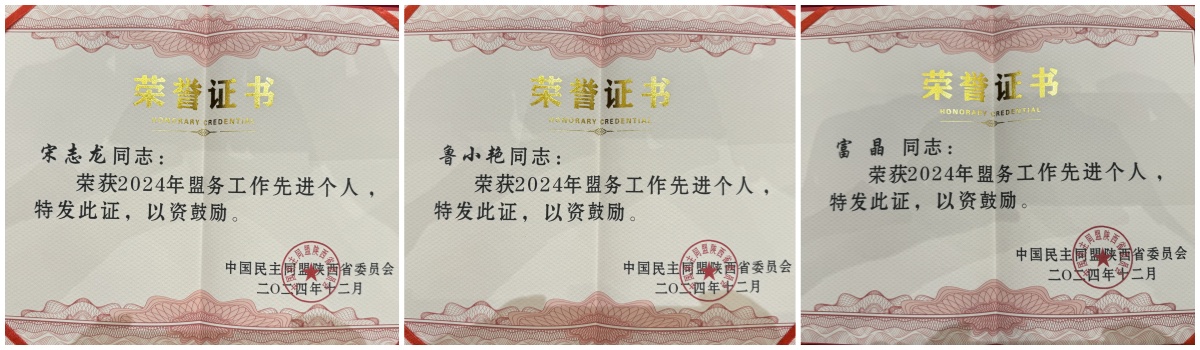 荣誉证书
HONORARY CREDENTIAL
宋志龙同志：
荣获2024年盟务工作先进个人，
特发此证，以资鼓励。
中国民主同盟陕西省委员会
二〇二四年十二月
荣誉证书
HONORARY CREDENTIAL
鲁小艳同志：
荣获2024年盟务工作先进个人，
特发此证，以资鼓励。
中国民主同盟陕西省委员会
二〇二四年十二月
荣誉证书
HONORARY CREDENTIAL
富 晶 同志：
荣获2024年盟务工作先进个人，
特发此证，以资鼓励。
中国民主同盟陕西省委员会
二〇二四年十二月